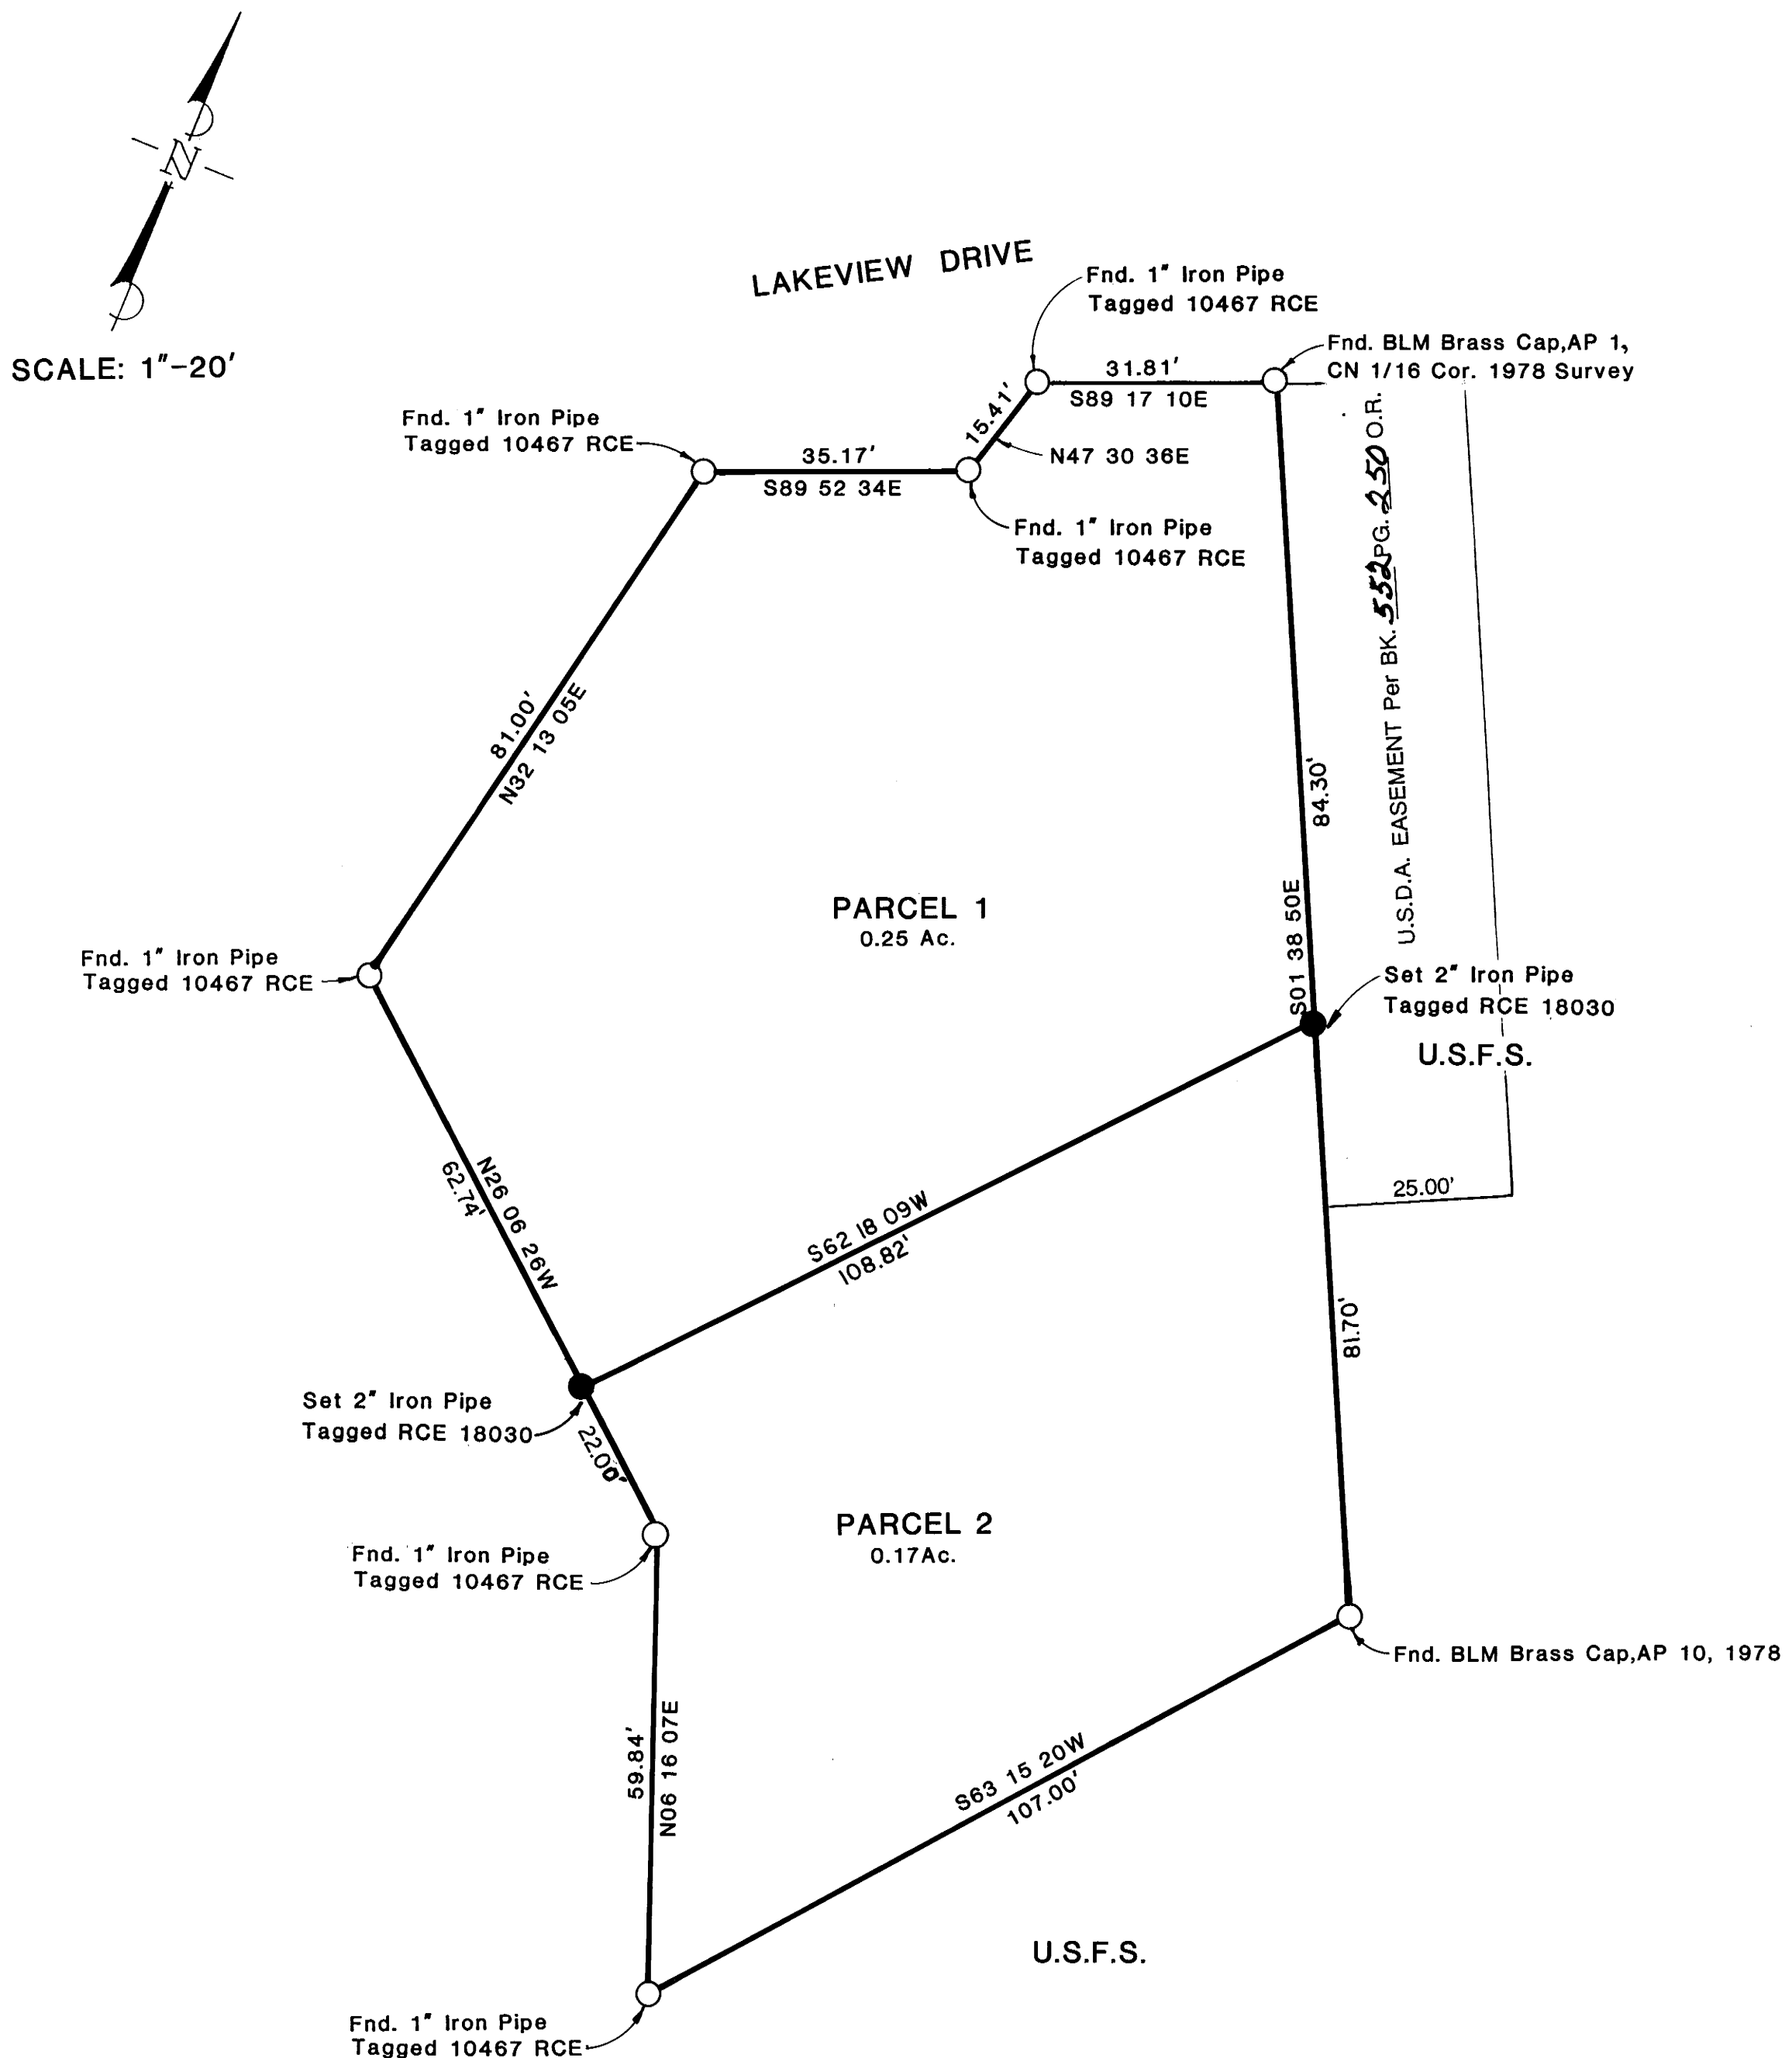 N
SCALE: 1"-20'
LAKEVIEW DRIVE
Fnd. 1" Iron Pipe
Tagged 10467 RCE
Fnd. BLM Brass Cap,AP 1,
CN 1/16 Cor. 1978 Survey
31.81'
S89 17 10E
15.41'
N47 30 36E
Fnd. 1" Iron Pipe
Tagged 10467 RCE
35.17'
S89 52 34E
Fnd. 1" Iron Pipe
Tagged 10467 RCE
U.S.D.A. EASEMENT Per BK. 552 PG. 250 O.R.
81.00'
N32 13 05E
84.30'
S01 38 50E
PARCEL 1
0.25 Ac.
Fnd. 1" Iron Pipe
Tagged 10467 RCE
Set 2" Iron Pipe
Tagged RCE 18030
U.S.F.S.
N26 06 26W
62.74'
S62 18 09W
108.82'
25.00'
81.70'
Set 2" Iron Pipe
Tagged RCE 18030
22.00'
PARCEL 2
0.17Ac.
Fnd. 1" Iron Pipe
Tagged 10467 RCE
Fnd. BLM Brass Cap,AP 10, 1978
59.84'
N06 16 07E
S63 15 20W
107.00'
U.S.F.S.
Fnd. 1" Iron Pipe
Tagged 10467 RCE